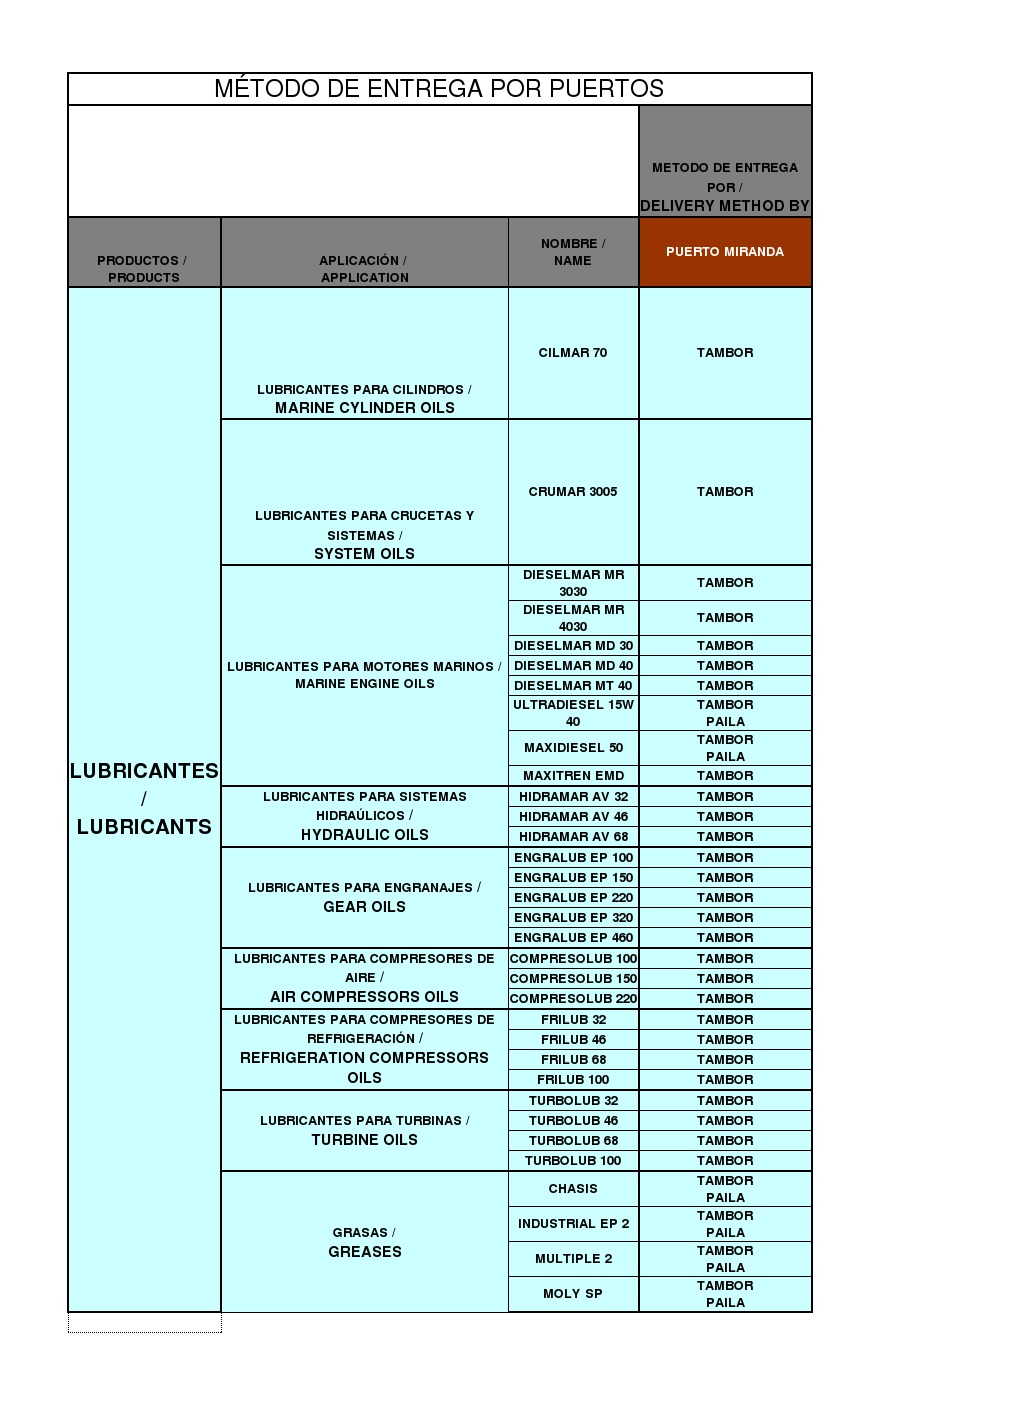 MÉTODO DE ENTREGA POR PUERTOS
METODO DE ENTREGA
POR /
DELIVERY METHOD BY
PRODUCTOS /
PRODUCTS
APLICACIÓN /
APPLICATION
NOMBRE /
NAME
PUERTO MIRANDA
LUBRICANTES
/
LUBRICANTS
LUBRICANTES PARA CILINDROS /
MARINE CYLINDER OILS
CILMAR 70
TAMBOR
LUBRICANTES PARA CRUCETAS Y
SISTEMAS /
SYSTEM OILS
CRUMAR 3005
TAMBOR
LUBRICANTES PARA MOTORES MARINOS /
MARINE ENGINE OILS
DIESELMAR MR
3030
TAMBOR
DIESELMAR MR
4030
TAMBOR
DIESELMAR MD 30
TAMBOR
DIESELMAR MD 40
TAMBOR
DIESELMAR MT 40
TAMBOR
ULTRADIESEL 15W
40
TAMBOR
PAILA
MAXIDIESEL 50
TAMBOR
PAILA
MAXITREN EMD
TAMBOR
LUBRICANTES PARA SISTEMAS
HIDRAÚLICOS /
HYDRAULIC OILS
HIDRAMAR AV 32
TAMBOR
HIDRAMAR AV 46
TAMBOR
HIDRAMAR AV 68
TAMBOR
LUBRICANTES PARA ENGRANAJES /
GEAR OILS
ENGRALUB EP 100
TAMBOR
ENGRALUB EP 150
TAMBOR
ENGRALUB EP 220
TAMBOR
ENGRALUB EP 320
TAMBOR
ENGRALUB EP 460
TAMBOR
LUBRICANTES PARA COMPRESORES DE
AIRE /
AIR COMPRESSORS OILS
COMPRESOLUB 100
TAMBOR
COMPRESOLUB 150
TAMBOR
COMPRESOLUB 220
TAMBOR
LUBRICANTES PARA COMPRESORES DE
REFRIGERACIÓN /
REFRIGERATION COMPRESSORS
OILS
FRILUB 32
TAMBOR
FRILUB 46
TAMBOR
FRILUB 68
TAMBOR
FRILUB 100
TAMBOR
LUBRICANTES PARA TURBINAS /
TURBINE OILS
TURBOLUB 32
TAMBOR
TURBOLUB 46
TAMBOR
TURBOLUB 68
TAMBOR
TURBOLUB 100
TAMBOR
GRASAS /
GREASES
CHASIS
TAMBOR
PAILA
INDUSTRIAL EP 2
TAMBOR
PAILA
MULTIPLE 2
TAMBOR
PAILA
MOLY SP
TAMBOR
PAILA